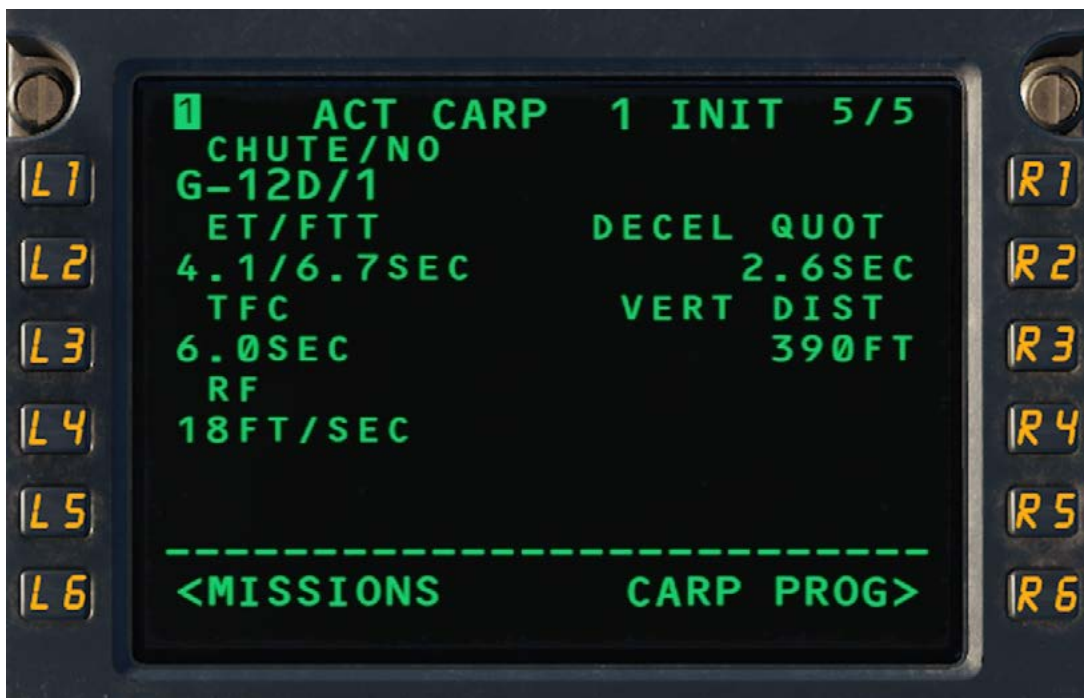 1 ACT CARP 1 INIT 5/5
CHUTE/NO
L1 G-12D/1 R1
ET/FTT DECEL QUOT
L2 4.1/6.7SEC 2.6SEC R2
TFC VERT DIST
L3 6.0SEC 390FT R3
RF
L4 18FT/SEC R4
L5 R5
L6 <MISSIONS CARP PROG> R6